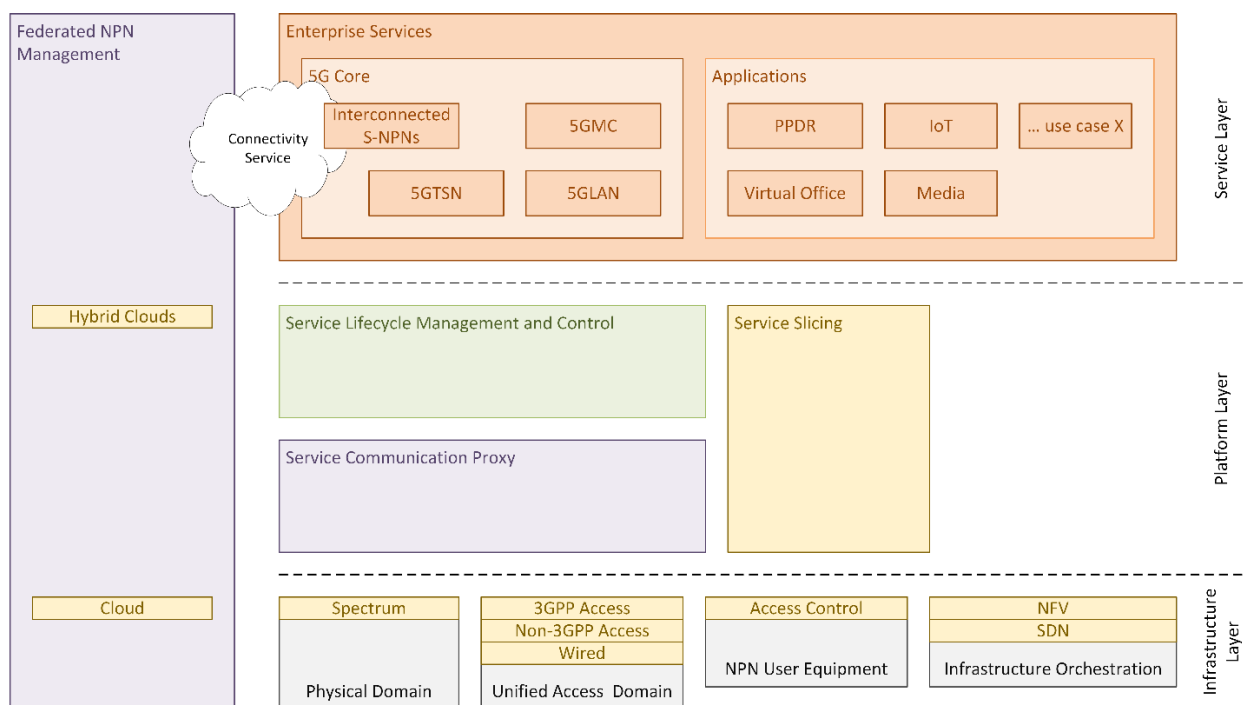 Federated NPN
Management
Hybrid Clouds
Cloud
Connectivity
Service
Enterprise Services
5G Core
Interconnected
S-NPNs
5GMC
5GTSN
5GLAN
Applications
PPDR
IoT
... use case X
Virtual Office
Media
Service Layer
Service Lifecycle Management and Control
Service Communication Proxy
Service Slicing
Platform Layer
Spectrum
Physical Domain
3GPP Access
Non-3GPP Access
Wired
Unified Access Domain
Access Control
NPN User Equipment
NFV
SDN
Infrastructure Orchestration
Infrastructure
Layer